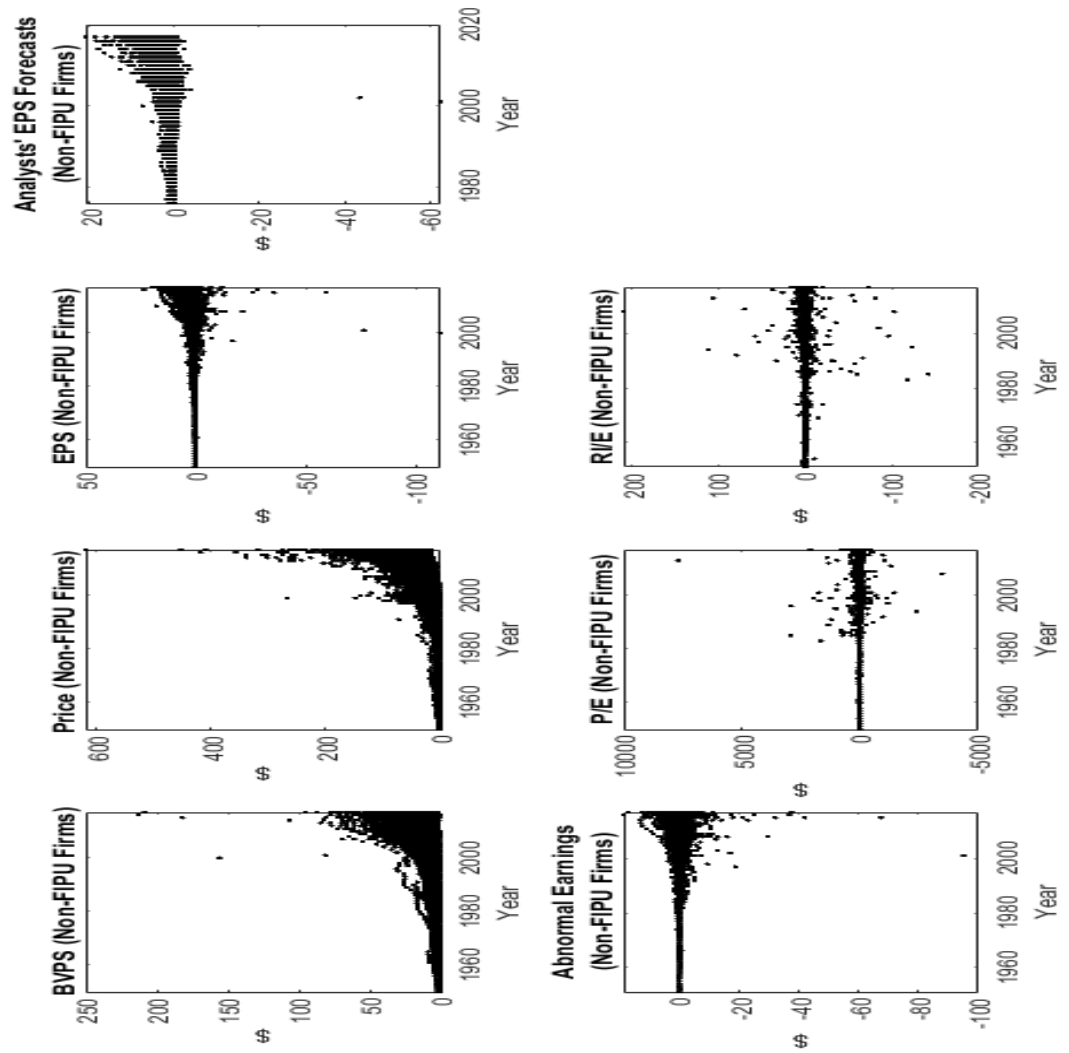 BVPS (Non-FIPU Firms)
250
200
150
100
50
0
$
1960 1980 2000
Year
Price (Non-FIPU Firms)
600
400
200
0
$
1960 1980 2000
Year
EPS (Non-FIPU Firms)
50
0
-50
-100
$
1960 1980 2000
Year
Analysts' EPS Forecasts
(Non-FIPU Firms)
20
0
-20
-40
-60
$
1980 2000 2020
Year
Abnormal Earnings
(Non-FIPU Firms)
0
-20
-40
-60
-80
-100
$
1960 1980 2000
Year
P/E (Non-FIPU Firms)
10000
5000
0
-5000
$
1960 1980 2000
Year
RI/E (Non-FIPU Firms)
200
100
0
-100
-200
$
1960 1980 2000
Year